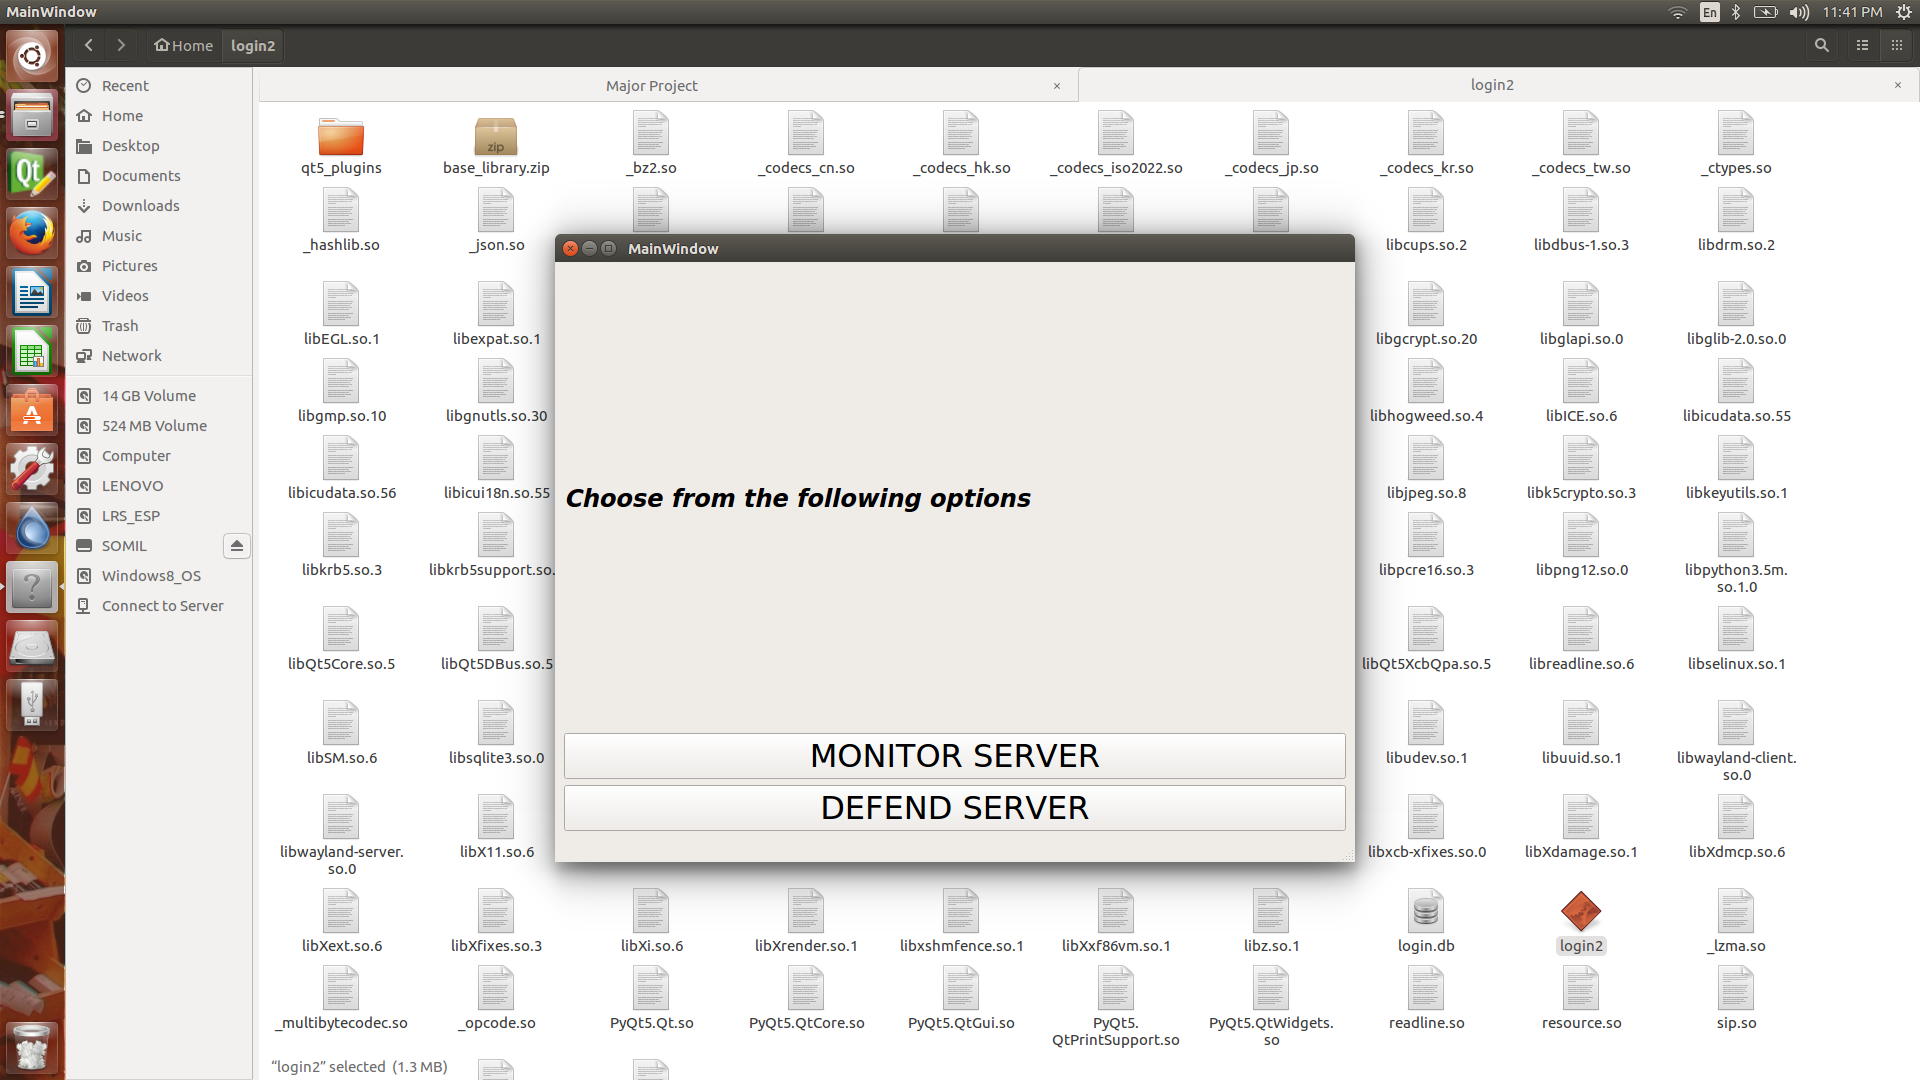 MainWindow
En
11:41 PM
Home
login2
Major Project
login2
Recent
Home
Desktop
Documents
Downloads
Music
Pictures
Videos
Trash
Network
14 GB Volume
524 MB Volume
Computer
LENOVO
LRS_ESP
SOMIL
Windows8_OS
Connect to Server
qt5_plugins
zip
base_library.zip
_bz2.so
_codecs_cn.so
_codecs_hk.so
_codecs_iso2022.so
_codecs_jp.so
_codecs_kr.so
_codecs_tw.so
_ctypes.so
_hashlib.so
_json.so
libcups.so.2
libdbus-1.so.3
libdrm.so.2
libEGL.so.1
libexpat.so.1
libgcrypt.so.20
libglapi.so.0
libglib-2.0.so.0
libgmp.so.10
libgnutls.so.30
libhogweed.so.4
libICE.so.6
libicudata.so.55
libicudata.so.56
libicui18n.so.55
libjpeg.so.8
libk5crypto.so.3
libkeyutils.so.1
libkrb5.so.3
libkrb5support.so.
libpcre16.so.3
libpng12.so.0
libpython3.5m.
so.1.0
libQt5Core.so.5
libQt5DBus.so.5
libQt5XcbQpa.so.5
libreadline.so.6
libselinux.so.1
libSM.so.6
libsqlite3.so.0
libudev.so.1
libuuid.so.1
libwayland-client.
so.0
libwayland-server.
so.0
libX11.so.6
libxcb-xfixes.so.0
libXdamage.so.1
libXdmcp.so.6
libXext.so.6
libXfixes.so.3
libXi.so.6
libXrender.so.1
libxshmfence.so.1
libXxf86vm.so.1
libz.so.1
login.db
login2
_lzma.so
_multibytecodec.so
_opcode.so
PyQt5.Qt.so
PyQt5.QtCore.so
PyQt5.QtGui.so
PyQt5.
QtPrintSupport.so
PyQt5.QtWidgets.
so
readline.so
resource.so
sip.so
"login2" selected (1.3 MB)
MainWindow
Choose from the following options
MONITOR SERVER
DEFEND SERVER
Qt